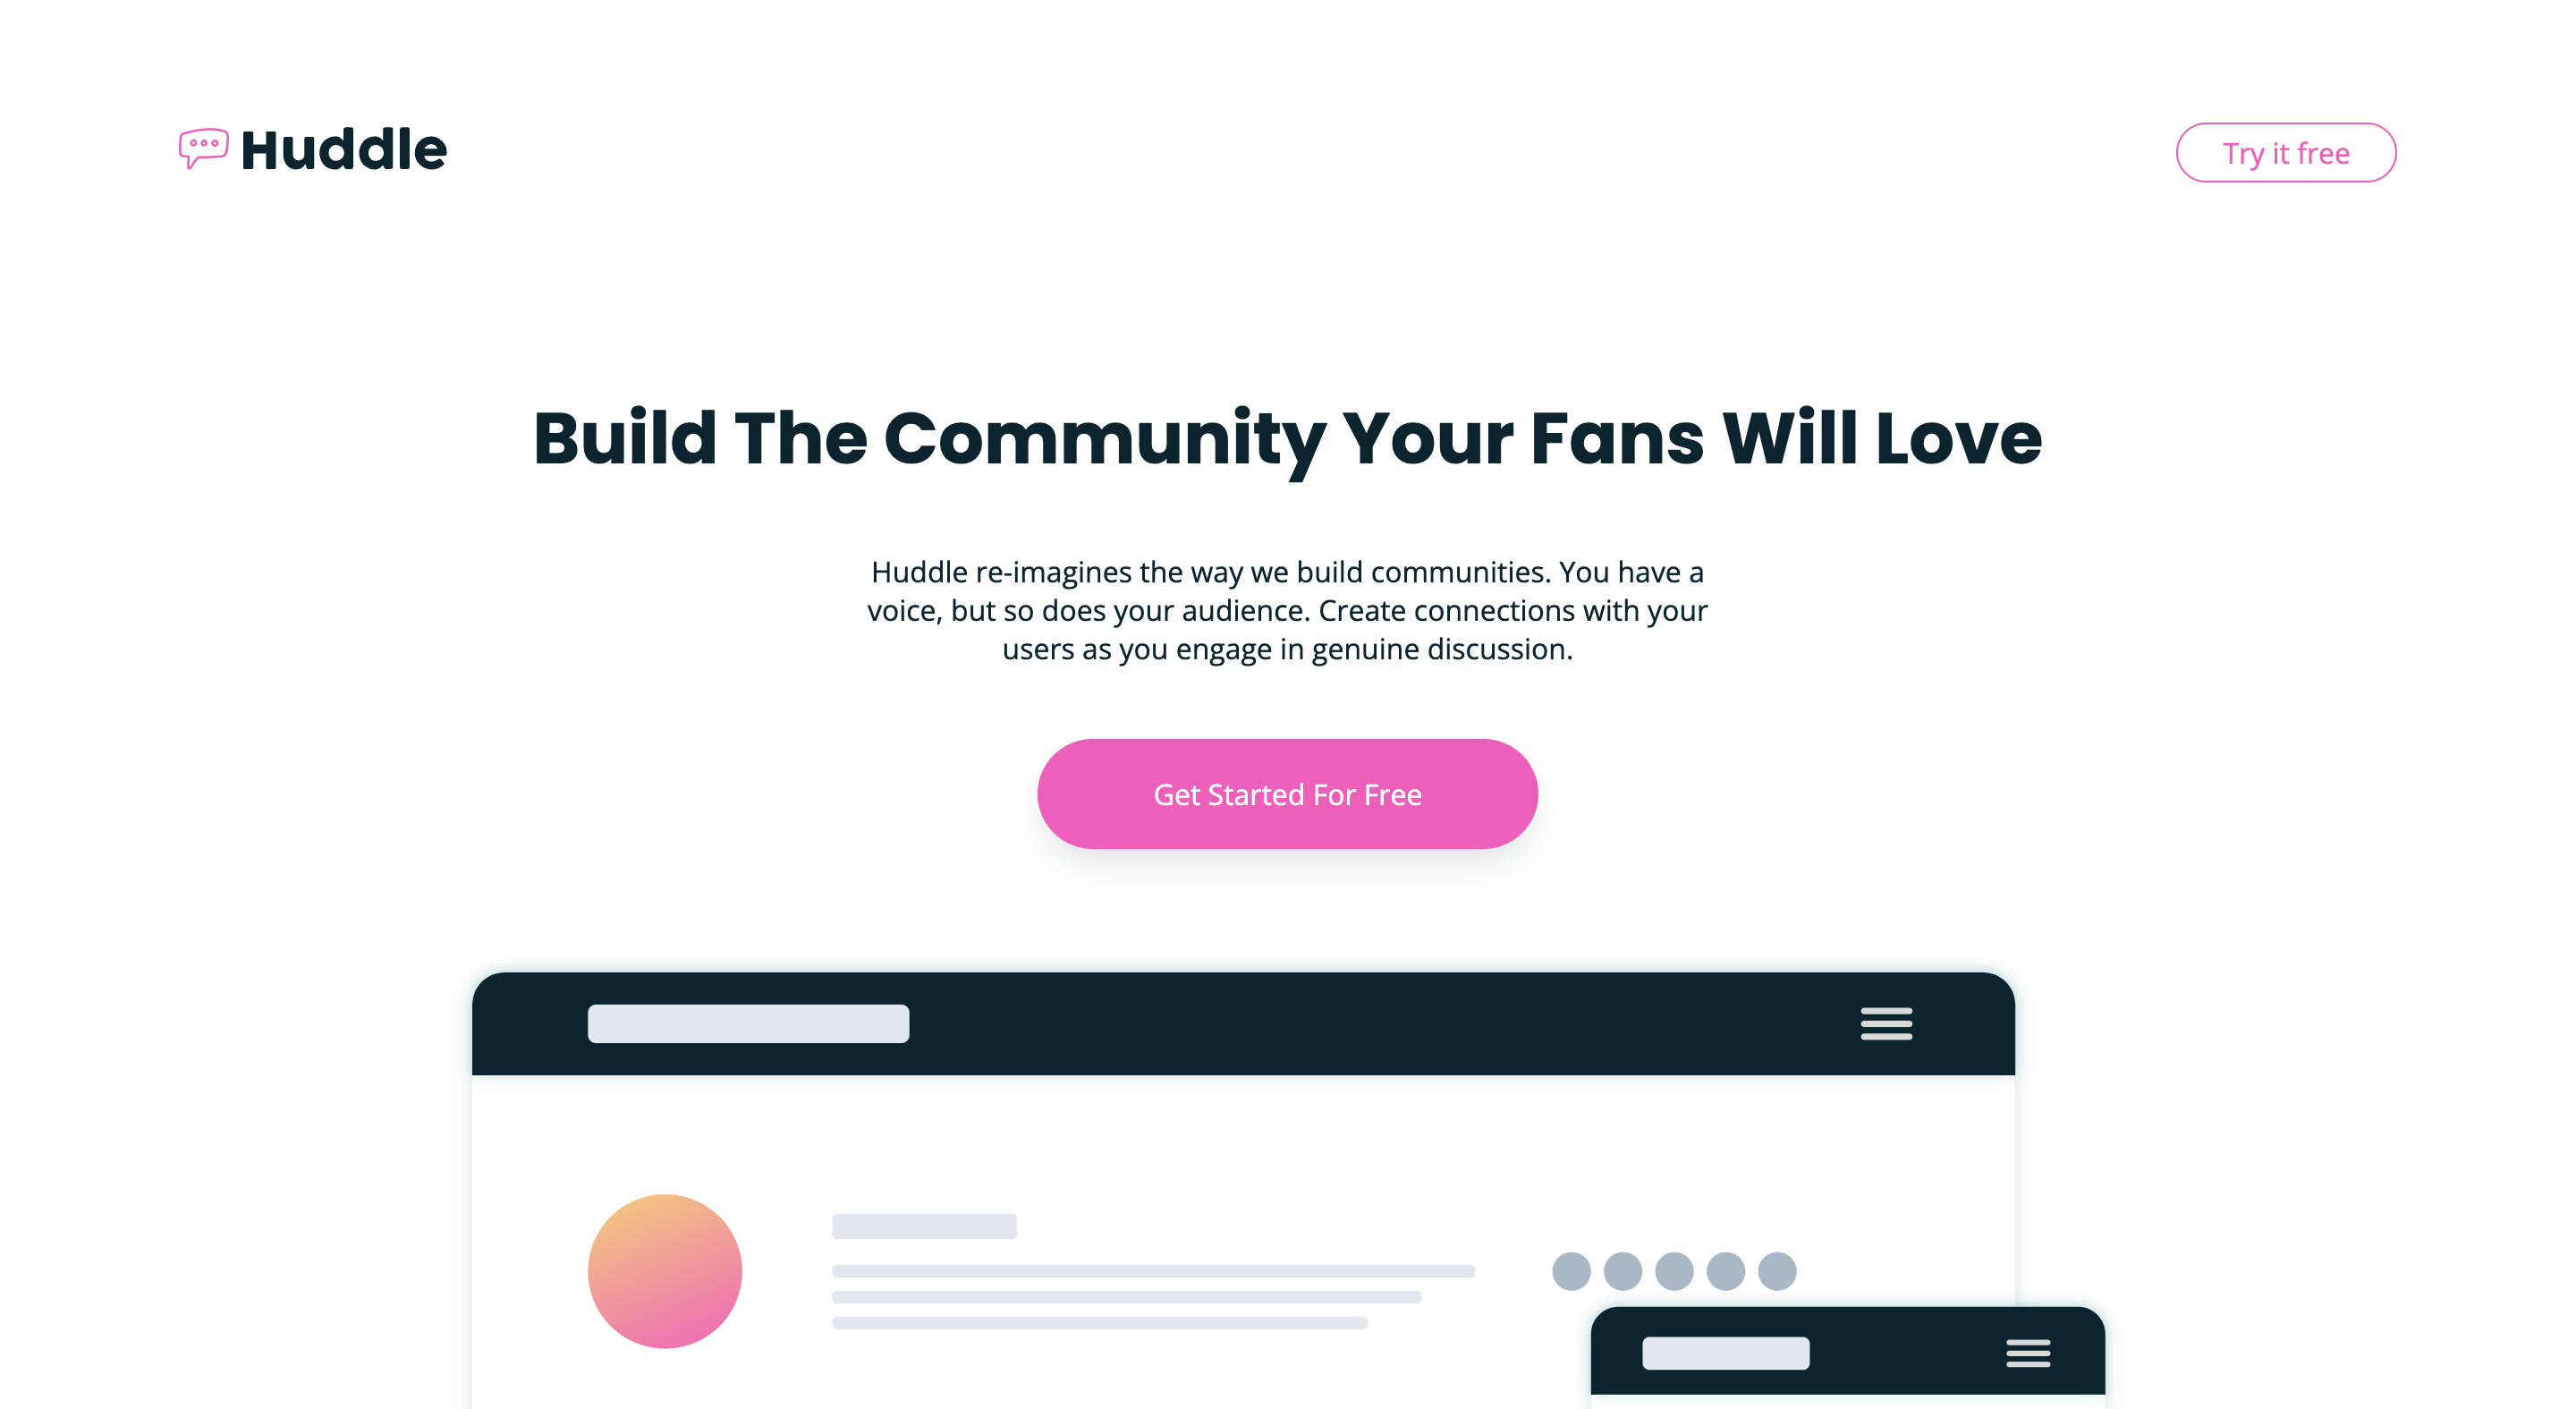 Huddle
Try it free
Build The Community Your Fans Will Love
Huddle re-imagines the way we build communities. You have a
voice, but so does your audience. Create connections with your
users as you engage in genuine discussion.
Get Started For Free